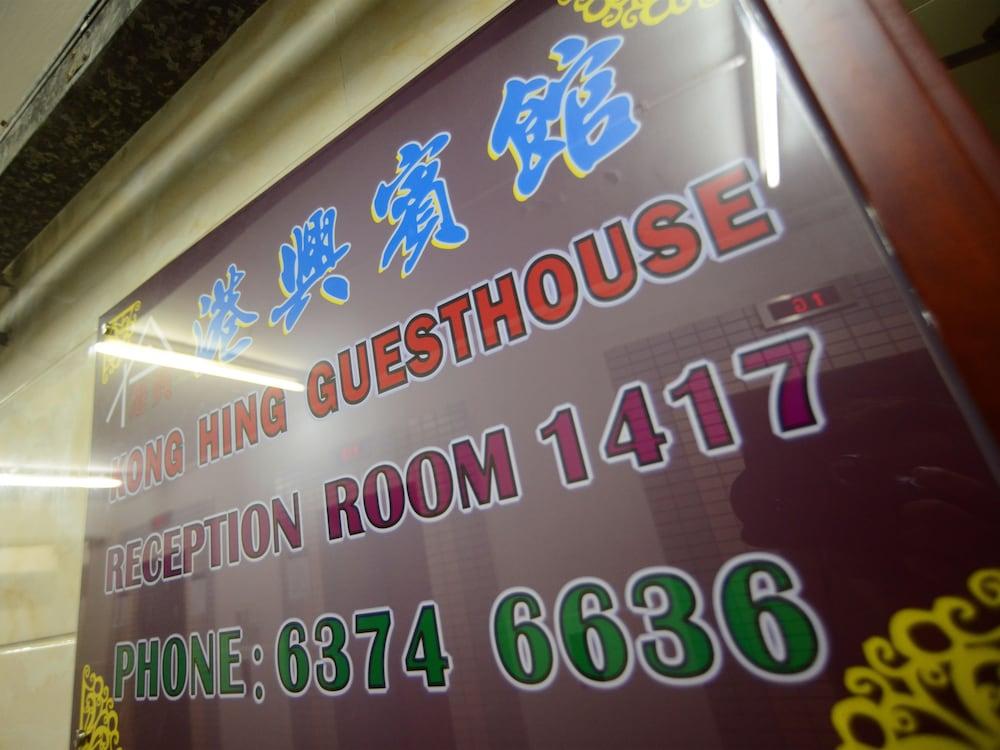 港興賓館
KONG HING GUESTHOUSE
RECEPTION ROOM 1417
PHONE: 6374 6636